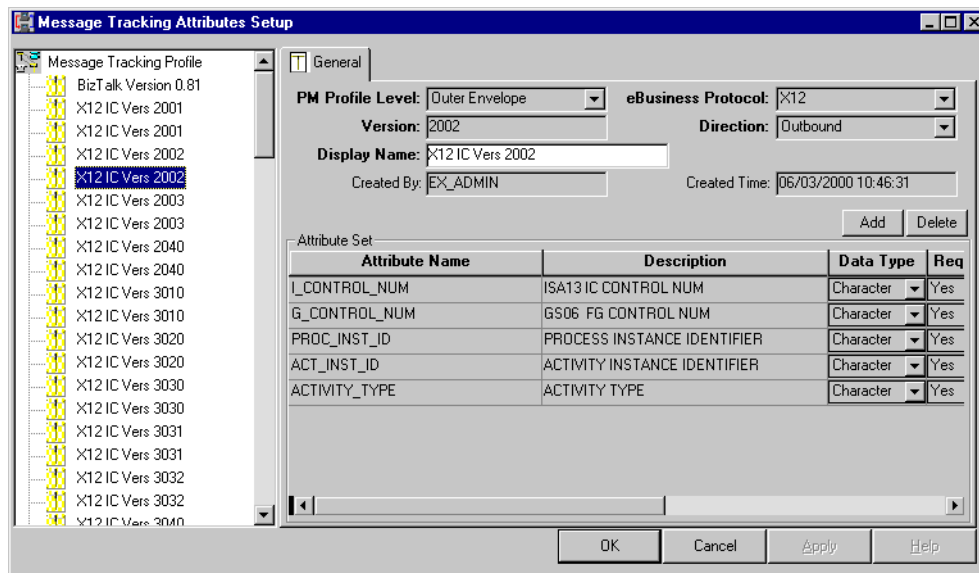 Message Tracking Attributes Setup
Message Tracking Profile
BizTalk Version 0.81
X12 IC Vers 2001
X12 IC Vers 2001
X12 IC Vers 2002
X12 IC Vers 2002
X12 IC Vers 2003
X12 IC Vers 2003
X12 IC Vers 2040
X12 IC Vers 2040
X12 IC Vers 3010
X12 IC Vers 3010
X12 IC Vers 3020
X12 IC Vers 3020
X12 IC Vers 3030
X12 IC Vers 3030
X12 IC Vers 3031
X12 IC Vers 3031
X12 IC Vers 3032
X12 IC Vers 3032
X12 IC Vers 3040
General
PM Profile Level: Outer Envelope eBusiness Protocol: X12
Version: 2002 Direction: Outbound
Display Name: X12 IC Vers 2002
Created By: EX_ADMIN Created Time: 06/03/2000 10:46:31
Add Delete
Attribute Set
Attribute Name Description Data Type Req
I_CONTROL_NUM ISA13 IC CONTROL NUM Character Yes
G_CONTROL_NUM GS06 FG CONTROL NUM Character Yes
PROC_INST_ID PROCESS INSTANCE IDENTIFIER Character Yes
ACT_INST_ID ACTIVITY INSTANCE IDENTIFIER Character Yes
ACTIVITY_TYPE ACTIVITY TYPE Character Yes
OK Cancel Apply Help